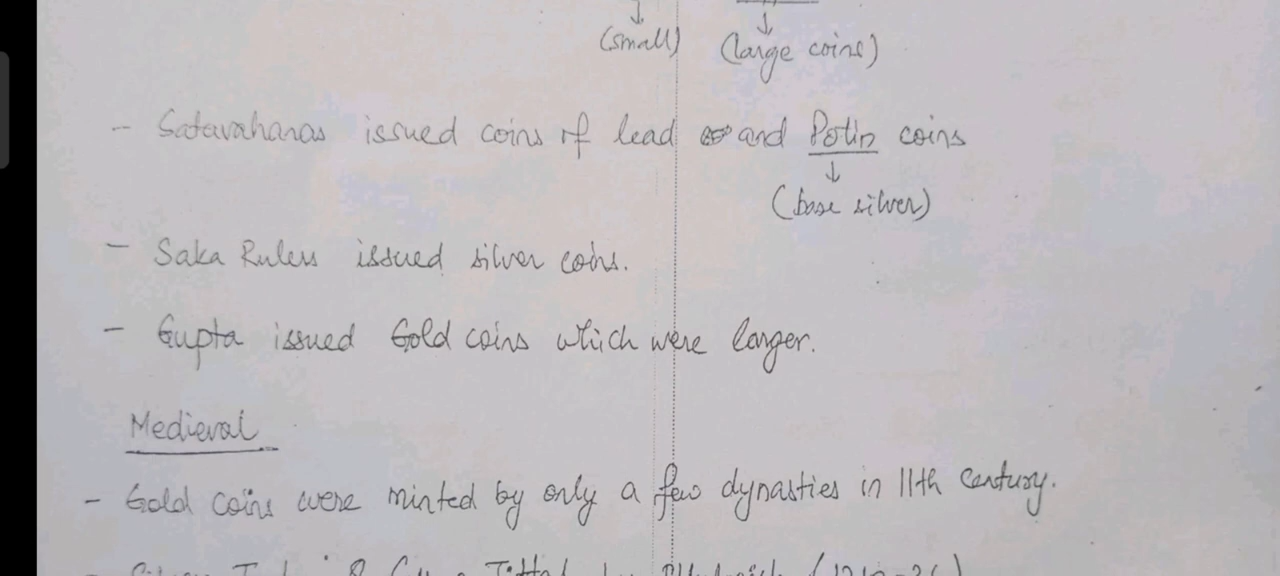 (small) (large coins)
- Satavahanas issued coins of lead and Potin coins
(base silver)
- Saka Rulers issued silver coins.
- Gupta issued Gold coins which were larger.
Medieval
- Gold coins were minted by only a few dynasties in 11th Century.